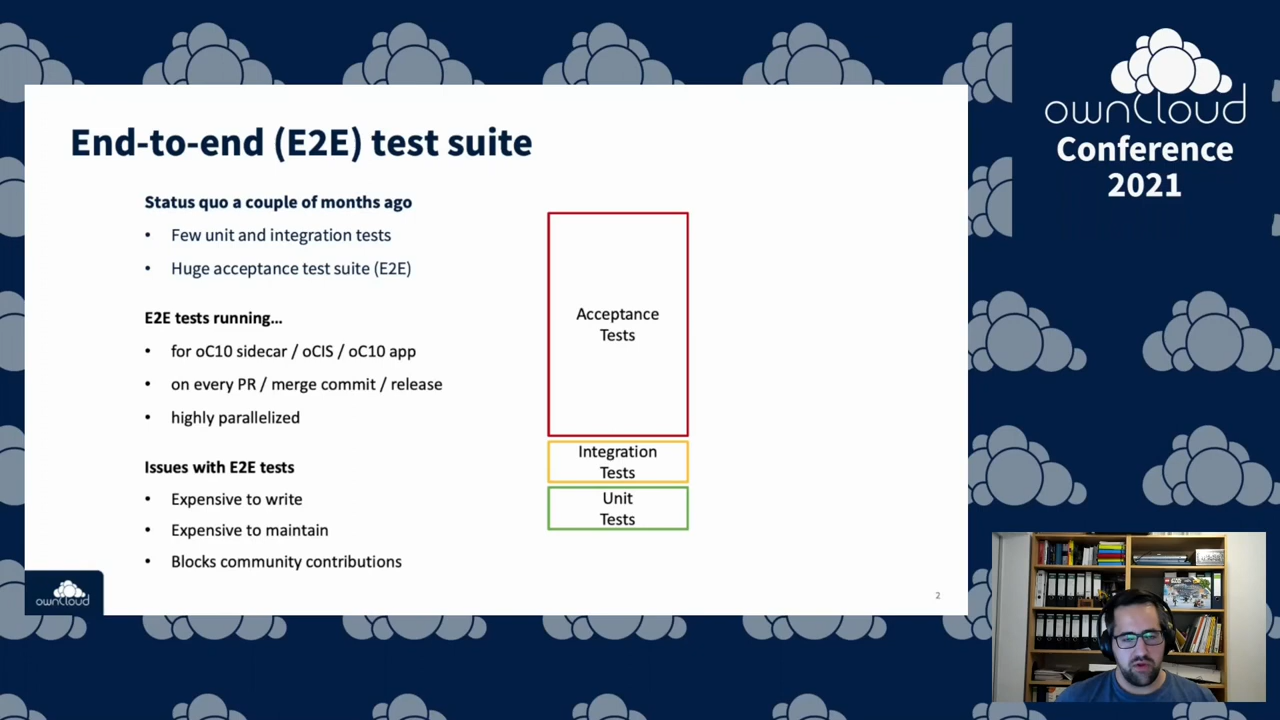 End-to-end (E2E) test suite
Status quo a couple of months ago
• Few unit and integration tests
• Huge acceptance test suite (E2E)
E2E tests running...
• for oC10 sidecar / oCIS / oC10 app
• on every PR / merge commit / release
• highly parallelized
Issues with E2E tests
• Expensive to write
• Expensive to maintain
• Blocks community contributions
Acceptance
Tests
Integration
Tests
Unit
Tests
ownCloud
2
ownCloud
Conference
2021